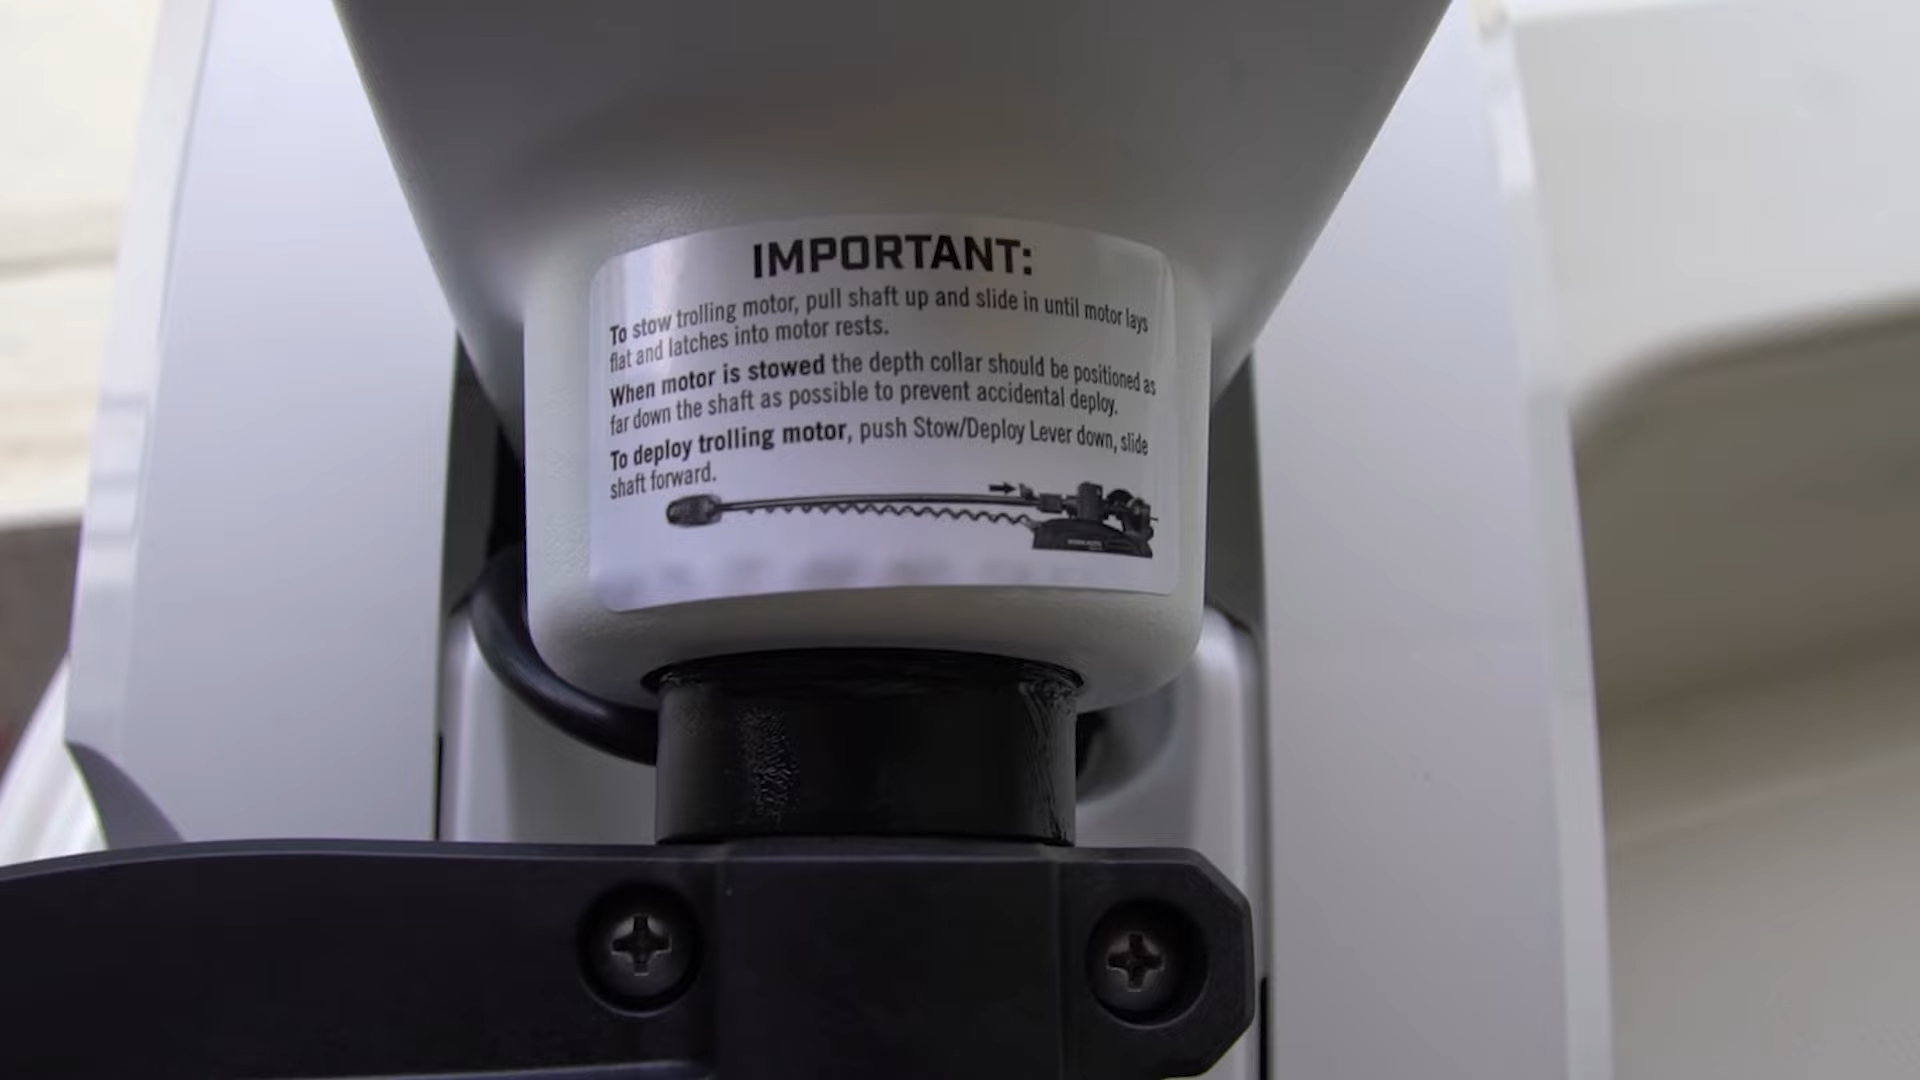 IMPORTANT:
To stow trolling motor, pull shaft up and slide in until motor lays
flat and latches into motor rests.
When motor is stowed the depth collar should be positioned as
far down the shaft as possible to prevent accidental deploy.
To deploy trolling motor, push Stow/Deploy Lever down, slide
shaft forward.